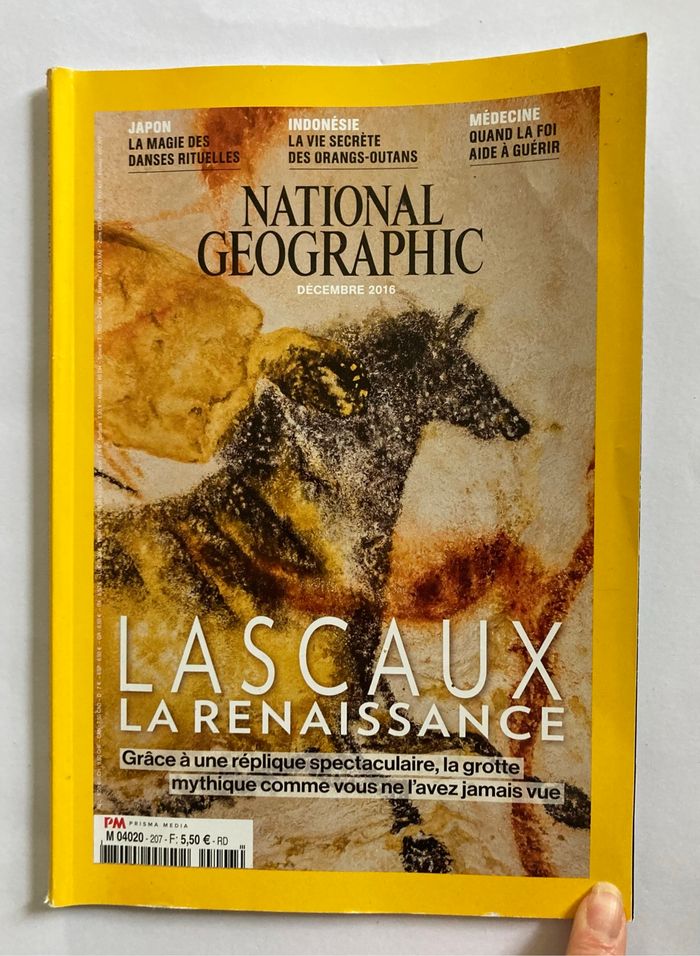 JAPON
LA MAGIE DES
DANSES RITUELLES
INDONÉSIE
LA VIE SECRÈTE
DES ORANGS-OUTANS
MÉDECINE
QUAND LA FOI
AIDE À GUÉRIR
NATIONAL
GEOGRAPHIC
DÉCEMBRE 2016
LASCAUX
LA RENAISSANCE
Grâce à une réplique spectaculaire, la grotte
mythique comme vous ne l'avez jamais vue
PM PRISMA MEDIA
M 04020 - 207 - F: 5,50 € - RD